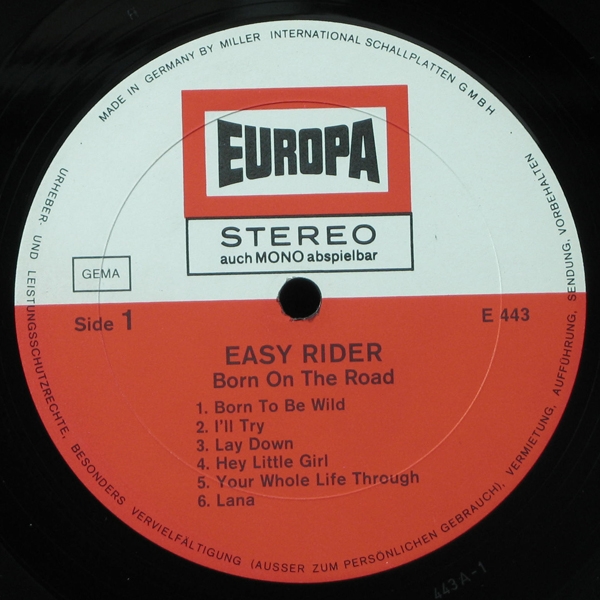 MADE IN GERMANY BY MILLER INTERNATIONAL SCHALLPLATTEN GMBH
EUROPA
STEREO
auch MONO abspielbar
GEMA
Side 1
E 443
EASY RIDER
Born On The Road
1. Born To Be Wild
2. I'll Try
3. Lay Down
4. Hey Little Girl
5. Your Whole Life Through
6. Lana
URHEBER- UND LEISTUNGSSCHUTZRECHTE, BESONDERS VERVIELFÄLTIGUNG (AUSSER ZUM PERSÖNLICHEN GEBRAUCH), VERMIETUNG, AUFFÜHRUNG, SENDUNG, VORBEHALTEN
443 A-1